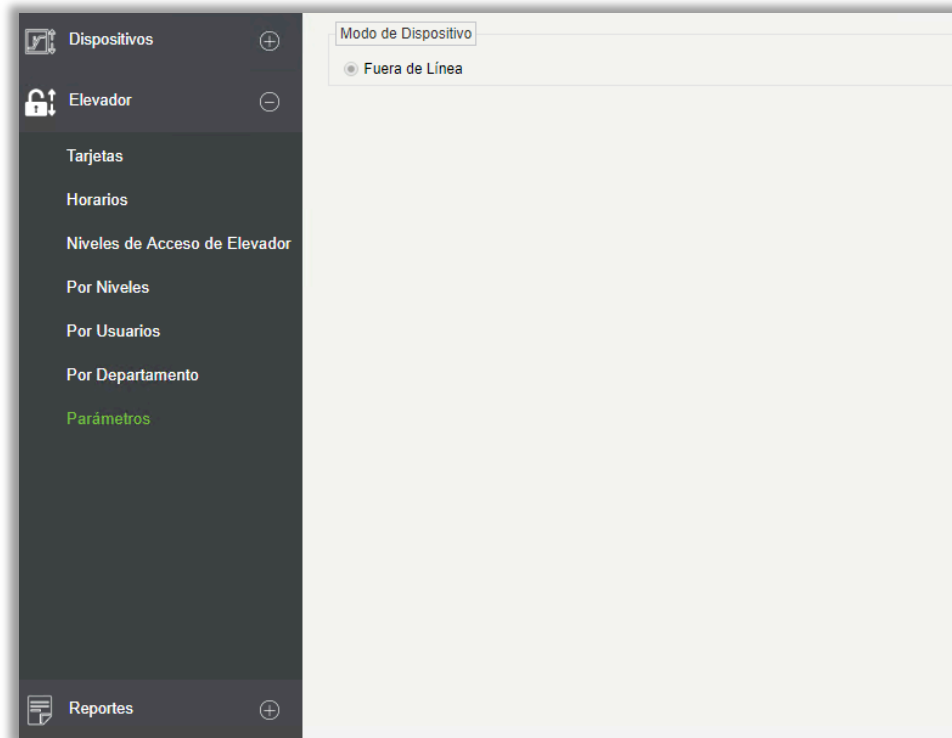 Dispositivos
Elevador
Tarjetas
Horarios
Niveles de Acceso de Elevador
Por Niveles
Por Usuarios
Por Departamento
Parámetros
Reportes
Modo de Dispositivo
Fuera de Línea